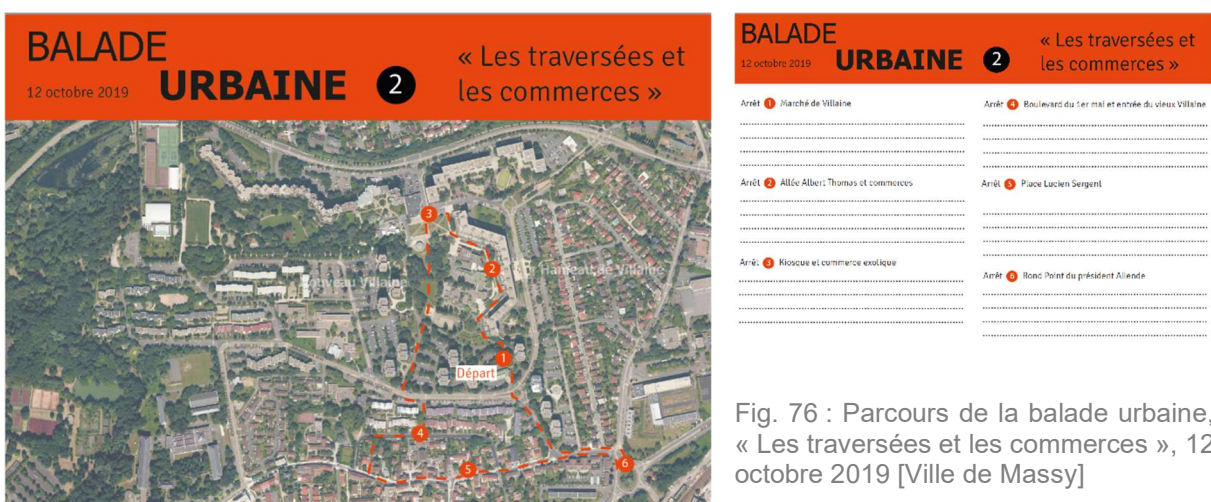 BALADE
12 octobre 2019 URBAINE 2
« Les traversées et
les commerces »
3
2
Hameau de Villaine
Nouveau Villaine
1
Départ
4
5
6
BALADE
12 octobre 2019 URBAINE 2
« Les traversées et
les commerces »
Arrêt 1 Marché de Villaine
Arrêt 2 Allée Albert Thomas et commerces
Arrêt 3 Kiosque et commerce exotique
Arrêt 4 Boulevard du 1er mai et entrée du vieux Villaine
Arrêt 5 Place Lucien Sergent
Arrêt 6 Rond Point du président Allende
Fig. 76 : Parcours de la balade urbaine,
« Les traversées et les commerces », 12
octobre 2019 [Ville de Massy]